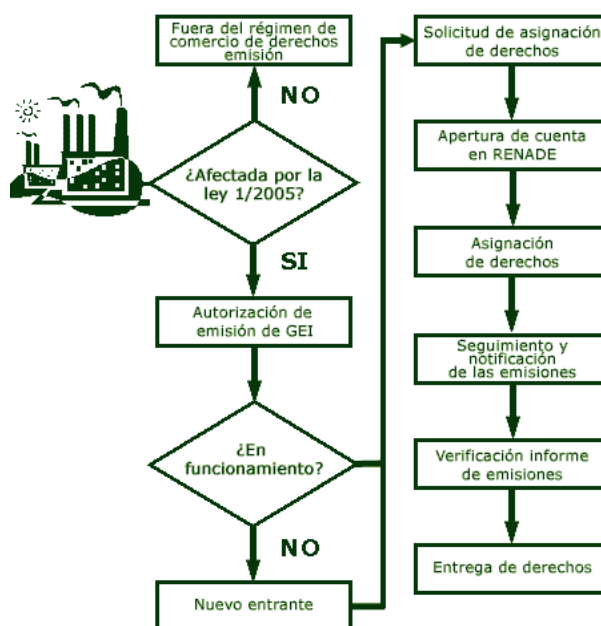 Fuera del régimen de
comercio de derechos
emisión
NO
¿Afectada por la
ley 1/2005?
SI
Autorización de
emisión de GEI
¿En
funcionamiento?
NO
Nuevo entrante
Solicitud de asignación
de derechos
Apertura de cuenta
en RENADE
Asignación
de derechos
Seguimiento y
notificación
de las emisiones
Verificación informe
de emisiones
Entrega de derechos